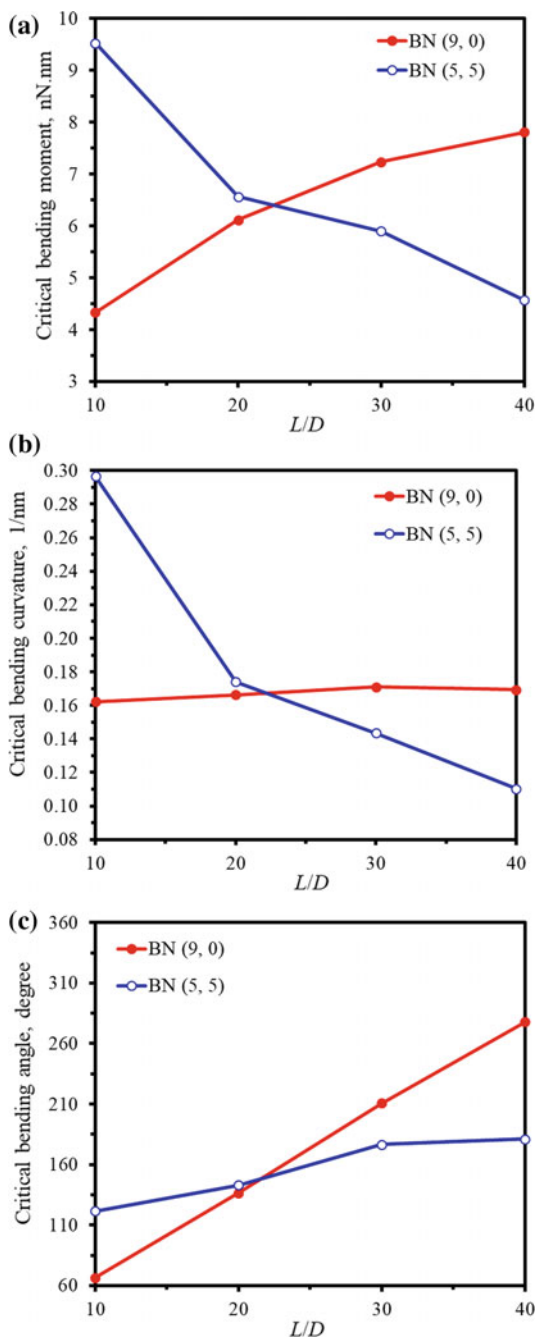 (a)
Critical bending moment, nN.nm
10
9
8
7
6
5
4
3
BN (9, 0)
BN (5, 5)
10 20 30 40
L/D
(b)
Critical bending curvature, 1/nm
0.30
0.28
0.26
0.24
0.22
0.20
0.18
0.16
0.14
0.12
0.10
0.08
BN (9, 0)
BN (5, 5)
10 20 30 40
L/D
(c)
Critical bending angle, degree
360
310
260
210
160
110
60
BN (9, 0)
BN (5, 5)
10 20 30 40
L/D